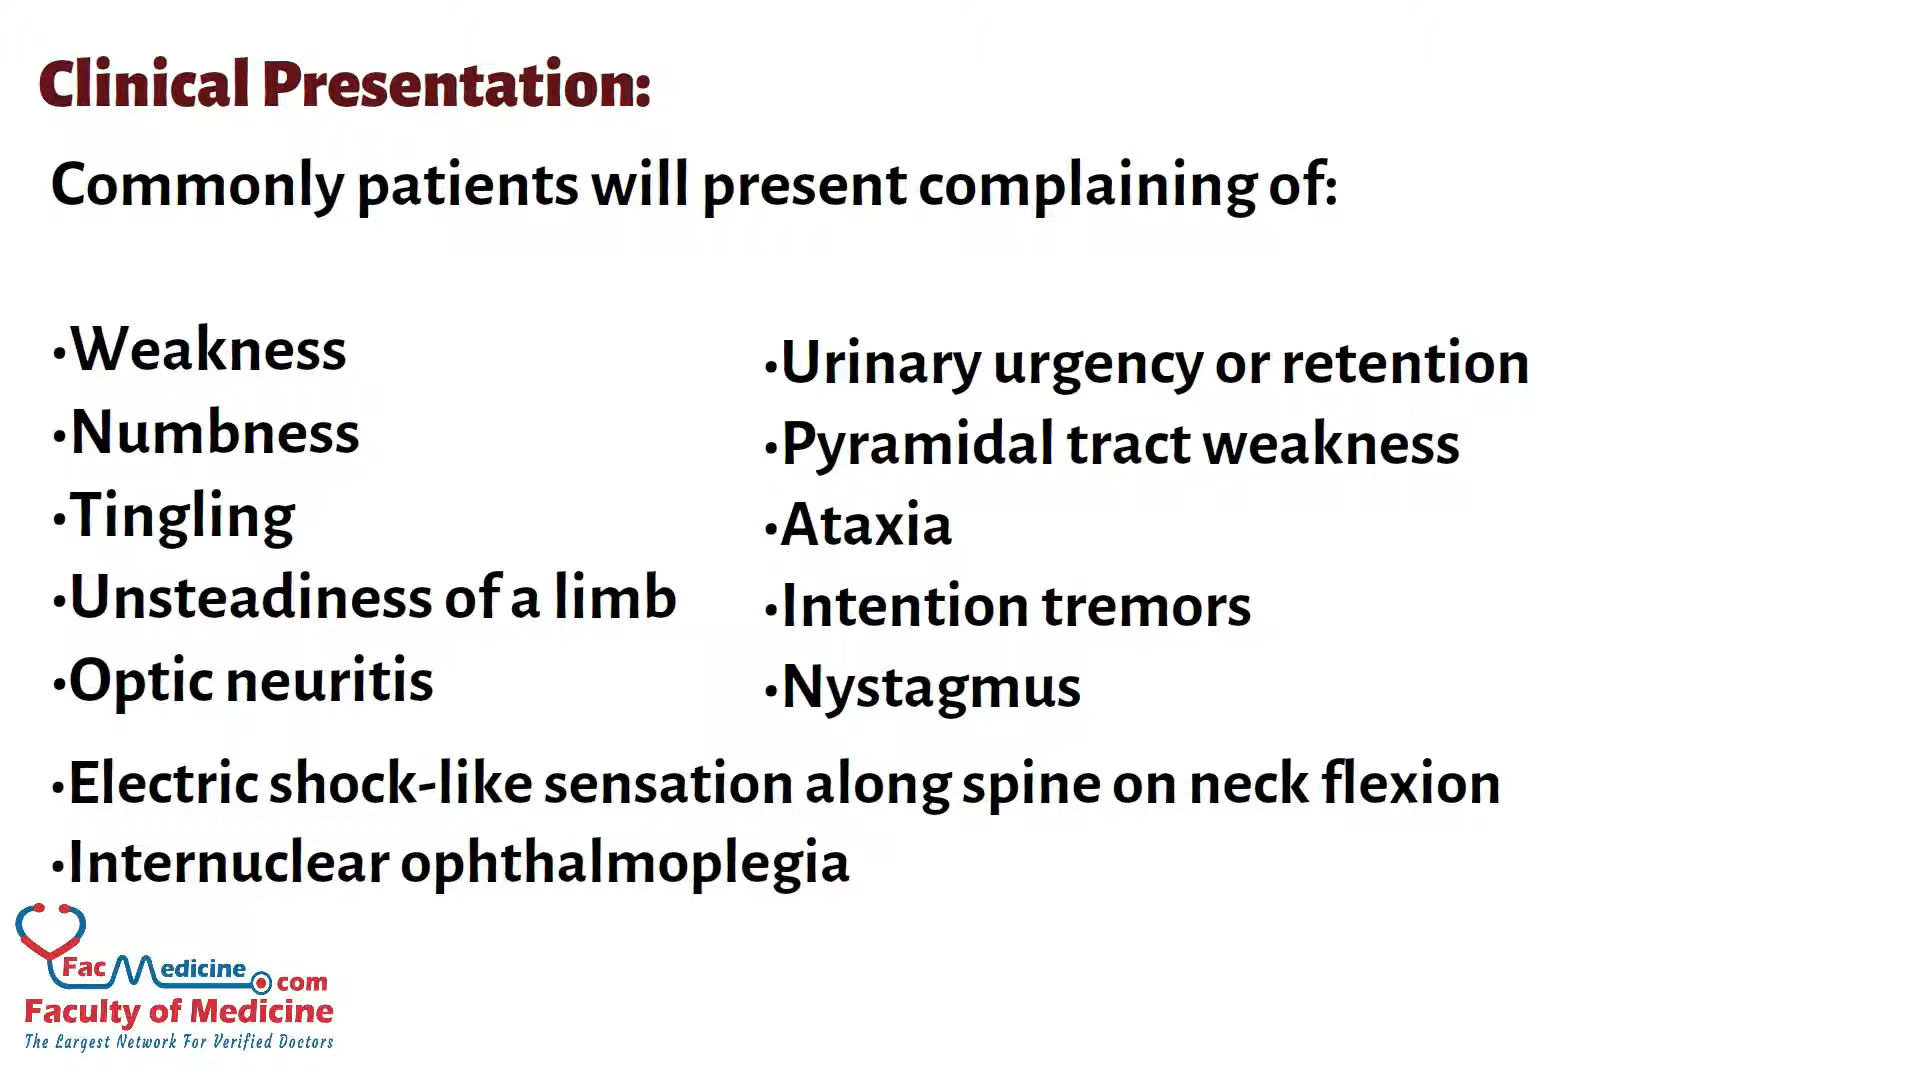 Clinical Presentation:
Commonly patients will present complaining of:
•Weakness
•Numbness
•Tingling
•Unsteadiness of a limb
•Optic neuritis
•Urinary urgency or retention
•Pyramidal tract weakness
•Ataxia
•Intention tremors
•Nystagmus
•Electric shock-like sensation along spine on neck flexion
•Internuclear ophthalmoplegia
FacMedicine.com
Faculty of Medicine
The Largest Network For Verified Doctors